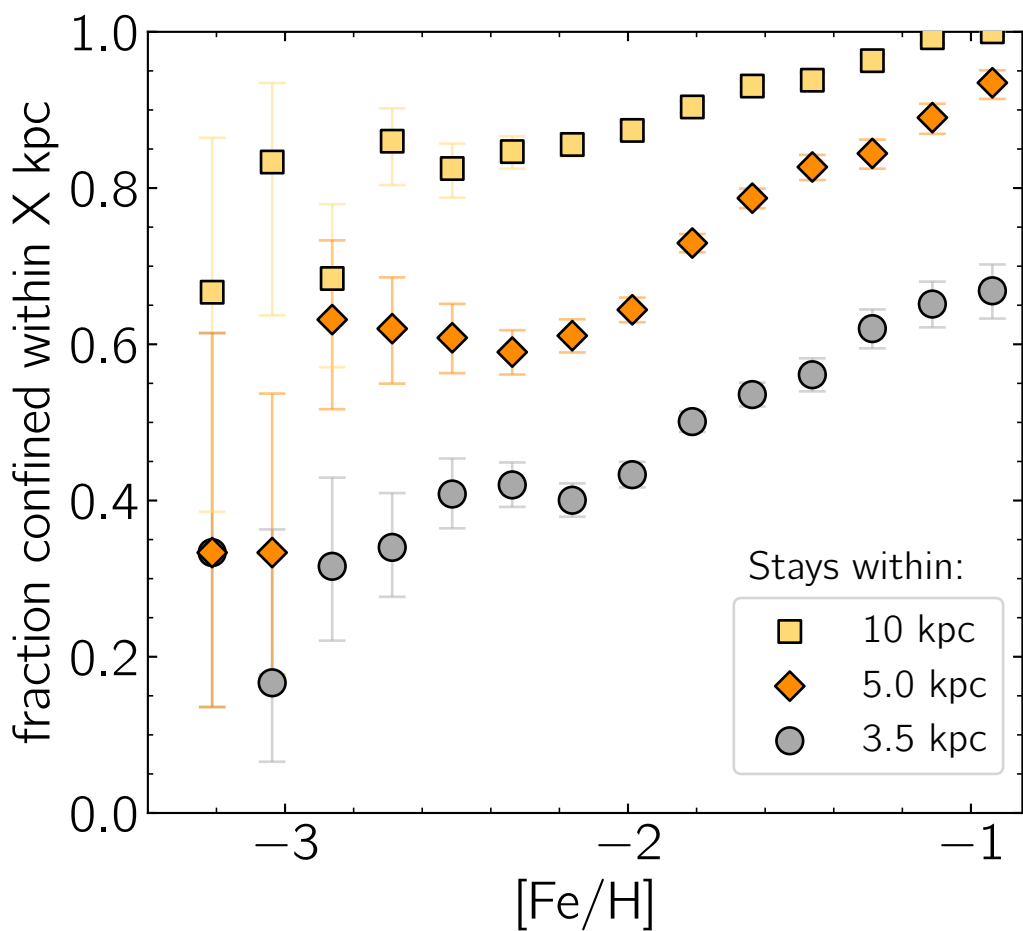 1.0
0.8
0.6
0.4
0.2
0.0
fraction confined within X kpc
Stays within:
10 kpc
5.0 kpc
3.5 kpc
−3
−2
−1
[Fe/H]